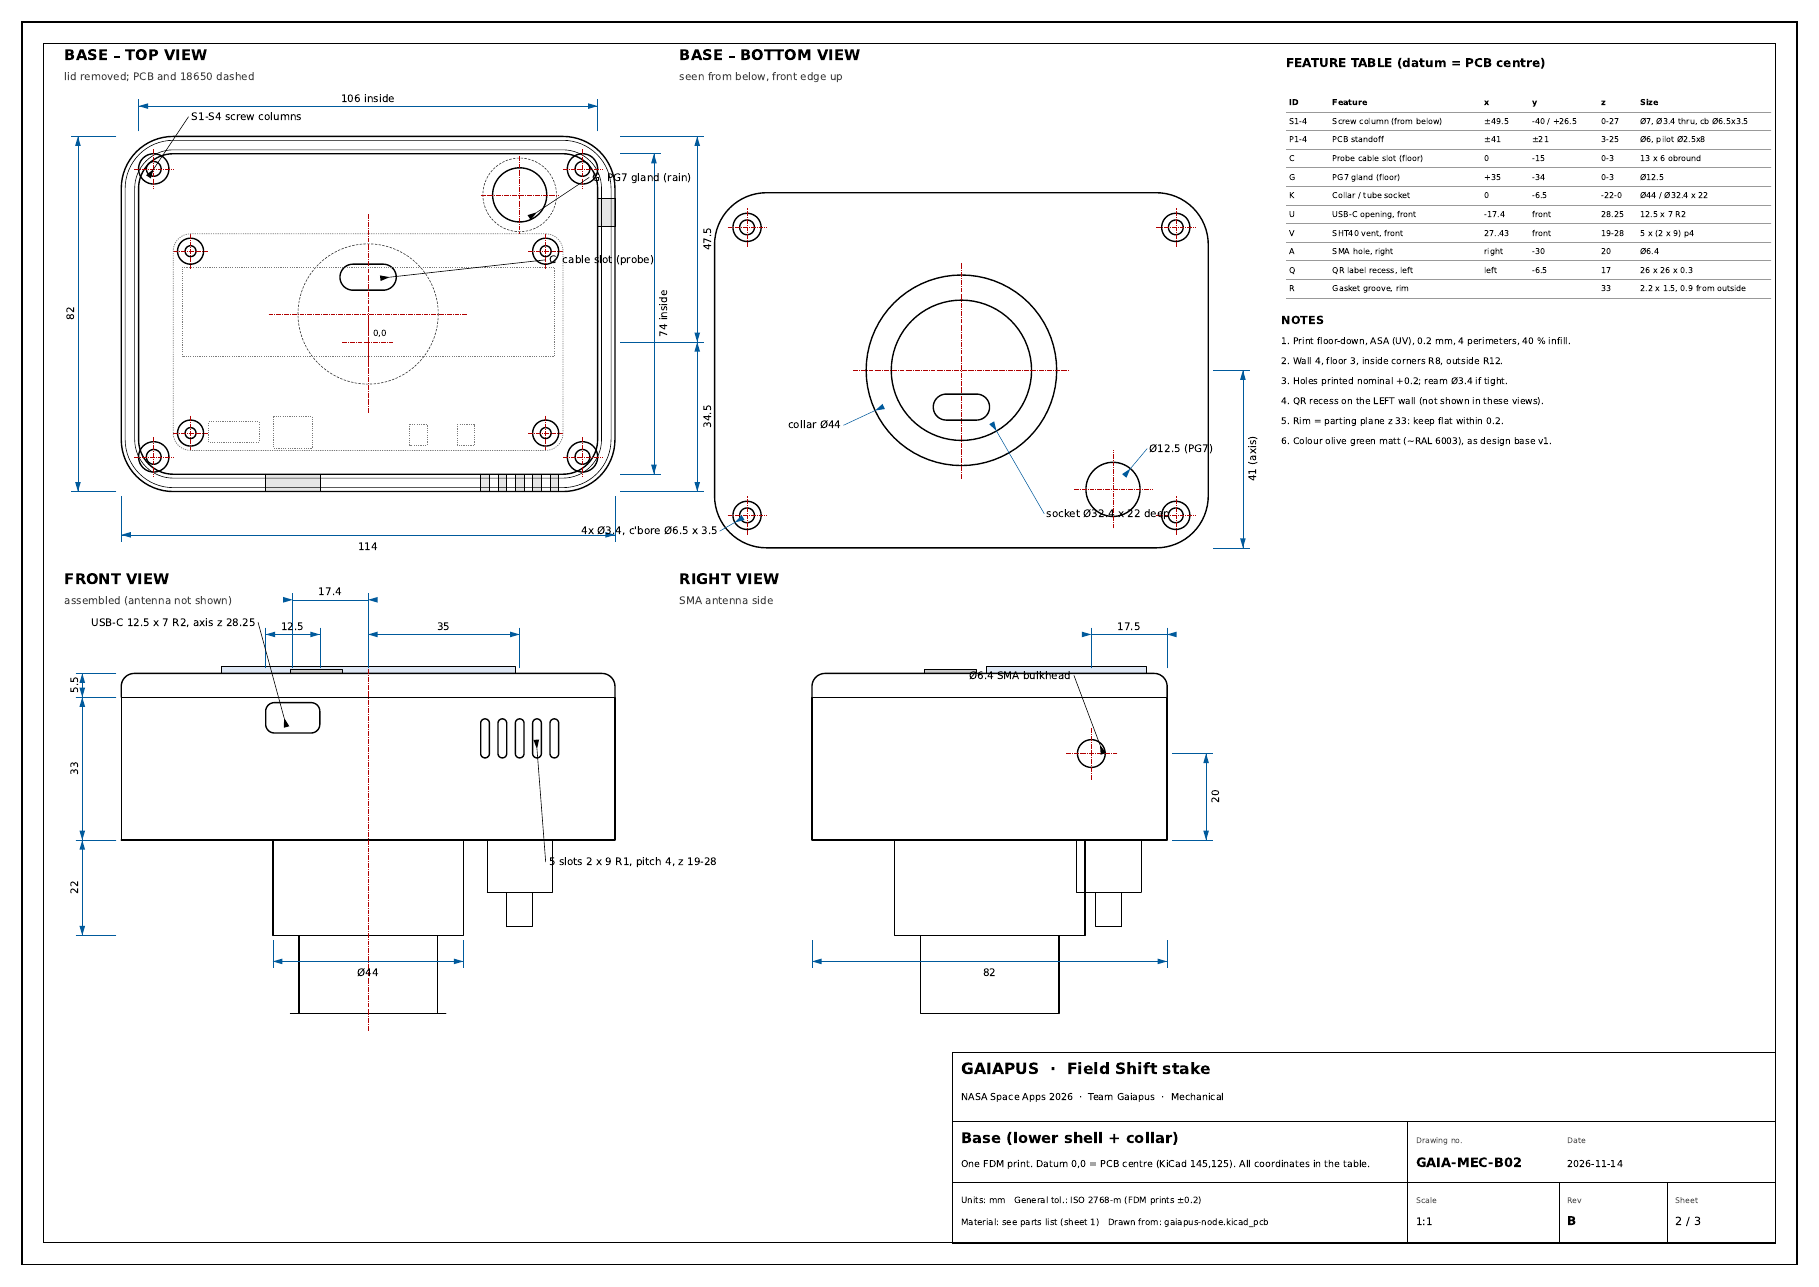 BASE – TOP VIEW
lid removed; PCB and 18650 dashed
106 inside
S1-S4 screw columns
G PG7 gland (rain)
C cable slot (probe)
0,0
82
74 inside
47.5
34.5
114
BASE – BOTTOM VIEW
seen from below, front edge up
collar Ø44
Ø12.5 (PG7)
socket Ø32.4 x 22 deep
4x Ø3.4, c'bore Ø6.5 x 3.5
41 (axis)
FEATURE TABLE (datum = PCB centre)
ID Feature x y z Size
S1-4 Screw column (from below) ±49.5 -40 / +26.5 0-27 Ø7, Ø3.4 thru, cb Ø6.5x3.5
P1-4 PCB standoff ±41 ±21 3-25 Ø6, pilot Ø2.5x8
C Probe cable slot (floor) 0 -15 0-3 13 x 6 obround
G PG7 gland (floor) +35 -34 0-3 Ø12.5
K Collar / tube socket 0 -6.5 -22-0 Ø44 / Ø32.4 x 22
U USB-C opening, front -17.4 front 28.25 12.5 x 7 R2
V SHT40 vent, front 27.43 front 19-28 5 x (2 x 9) p4
A SMA hole, right right -30 20 Ø6.4
Q QR label recess, left left -6.5 17 26 x 26 x 0.3
R Gasket groove, rim 33 2.2 x 1.5, 0.9 from outside
NOTES
1. Print floor-down, ASA (UV), 0.2 mm, 4 perimeters, 40 % infill.
2. Wall 4, floor 3, inside corners R8, outside R12.
3. Holes printed nominal +0.2; ream Ø3.4 if tight.
4. QR recess on the LEFT wall (not shown in these views).
5. Rim = parting plane z 33: keep flat within 0.2.
6. Colour olive green matt (~RAL 6003), as design base v1.
FRONT VIEW
assembled (antenna not shown)
17.4
USB-C 12.5 x 7 R2, axis z 28.25
12.5
35
5.5
33
22
5 slots 2 x 9 R1, pitch 4, z 19-28
Ø44
RIGHT VIEW
SMA antenna side
17.5
Ø6.4 SMA bulkhead
20
82
GAIAPUS · Field Shift stake
NASA Space Apps 2026 · Team Gaiapus · Mechanical
Base (lower shell + collar)
One FDM print. Datum 0,0 = PCB centre (KiCad 145,125). All coordinates in the table.
Drawing no. Date
GAIA-MEC-B02 2026-11-14
Units: mm General tol.: ISO 2768-m (FDM prints ±0.2)
Material: see parts list (sheet 1) Drawn from: gaiapus-node.kicad_pcb
Scale Rev Sheet
1:1 B 2 / 3